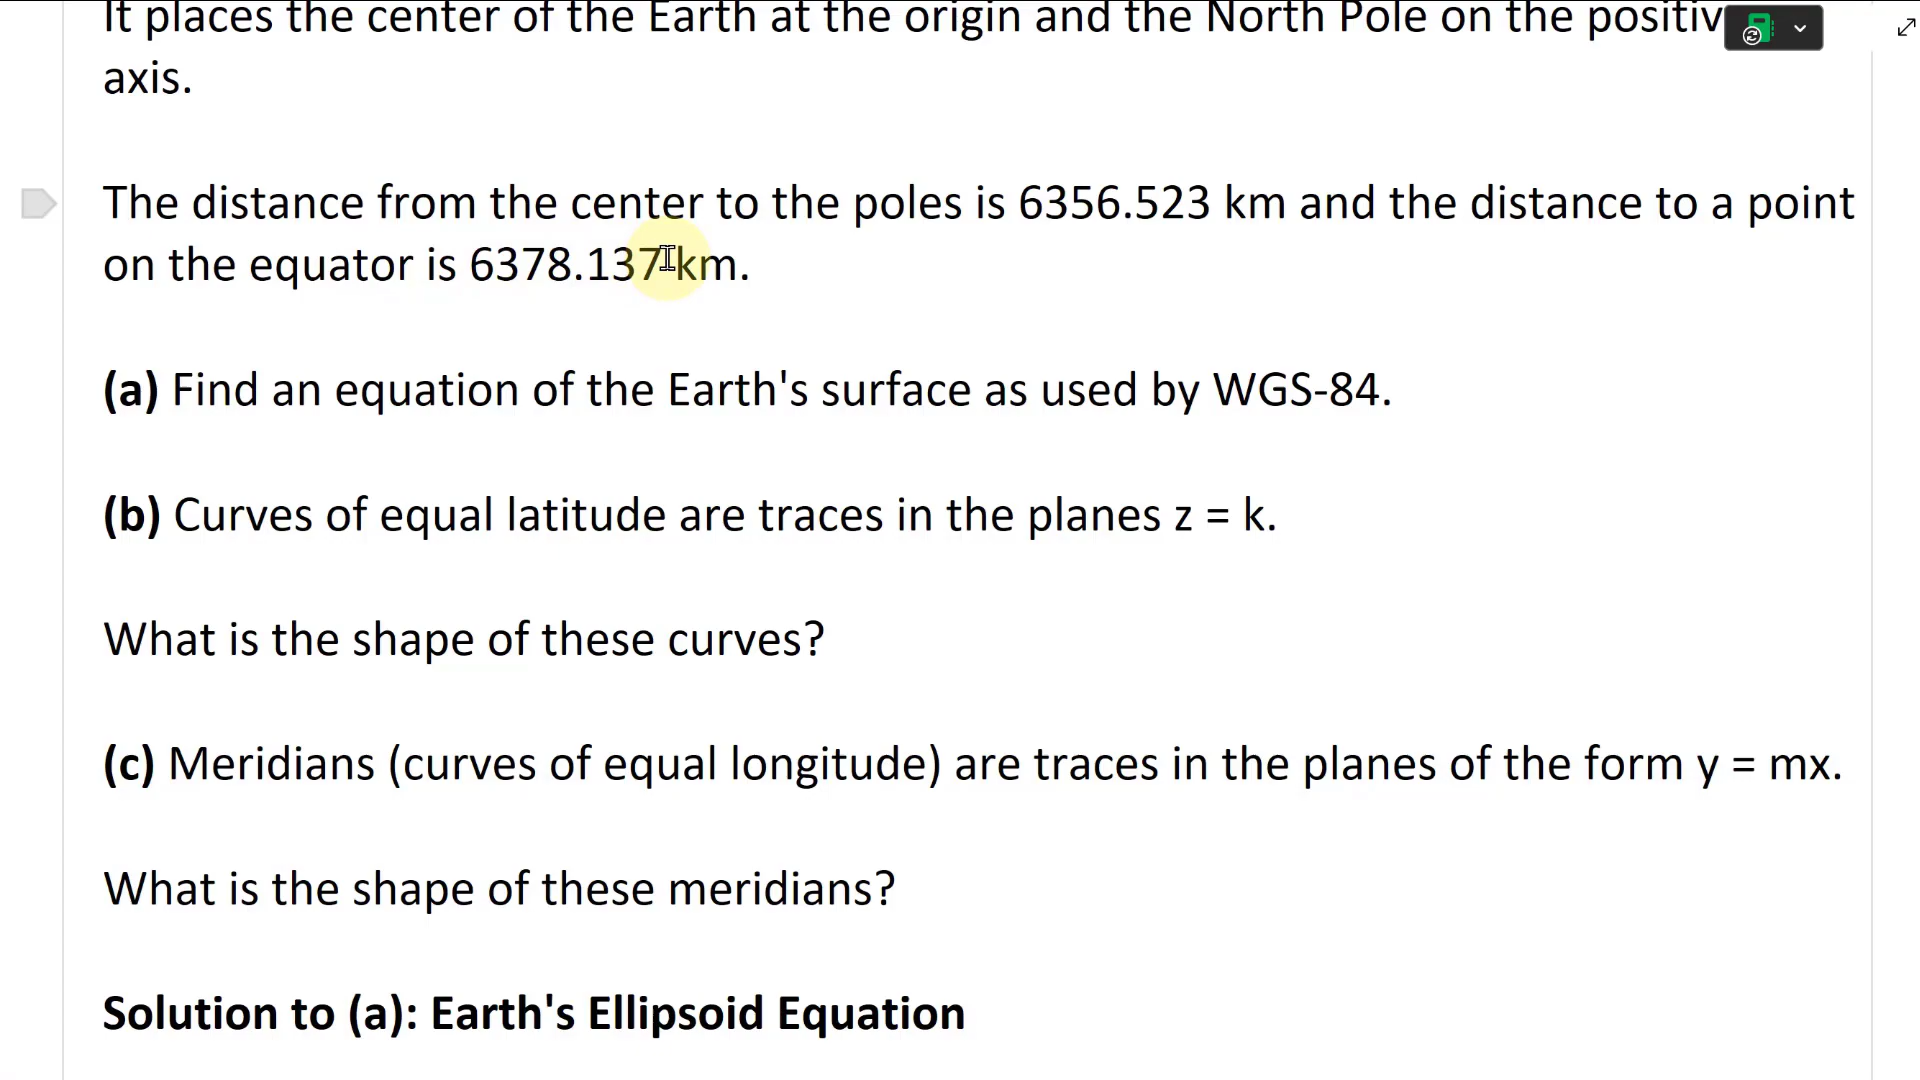 It places the center of the Earth at the origin and the North Pole on the positiv
axis.
The distance from the center to the poles is 6356.523 km and the distance to a point
on the equator is 6378.137 km.
(a) Find an equation of the Earth's surface as used by WGS-84.
(b) Curves of equal latitude are traces in the planes z = k.
What is the shape of these curves?
(c) Meridians (curves of equal longitude) are traces in the planes of the form y = mx.
What is the shape of these meridians?
Solution to (a): Earth's Ellipsoid Equation